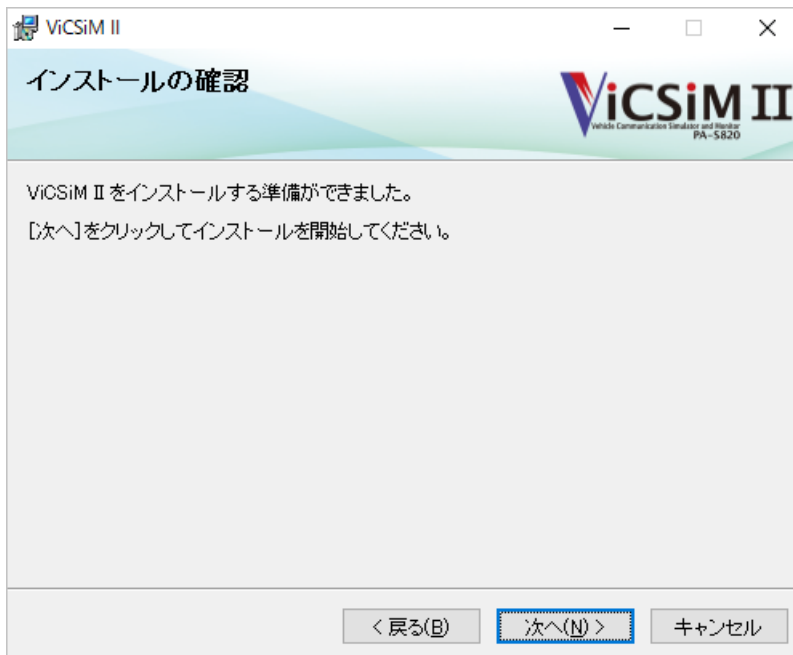 ViCSiM II
インストールの確認
ViCSiM II
Vehicle Communication Simulator and Monitor
PA-5820
ViCSiM II をインストールする準備ができました。
[次へ]をクリックしてインストールを開始してください。
< 戻る(B)
次へ(N) >
キャンセル